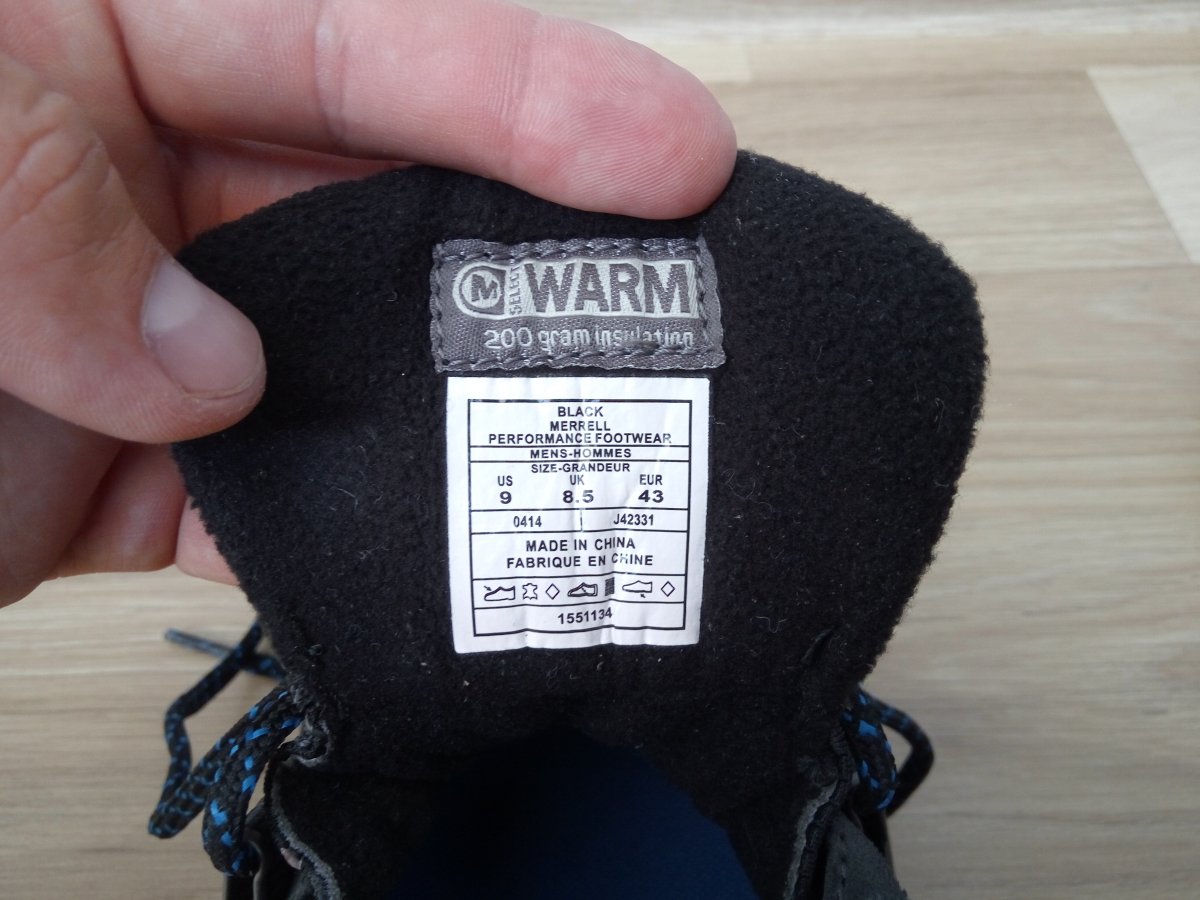 M SELECT WARM
200 gram insulation
BLACK
MERRELL
PERFORMANCE FOOTWEAR
MENS-HOMMES
SIZE-GRANDEUR
US UK EUR
9 8.5 43
0414 J42331
MADE IN CHINA
FABRIQUE EN CHINE
1551134